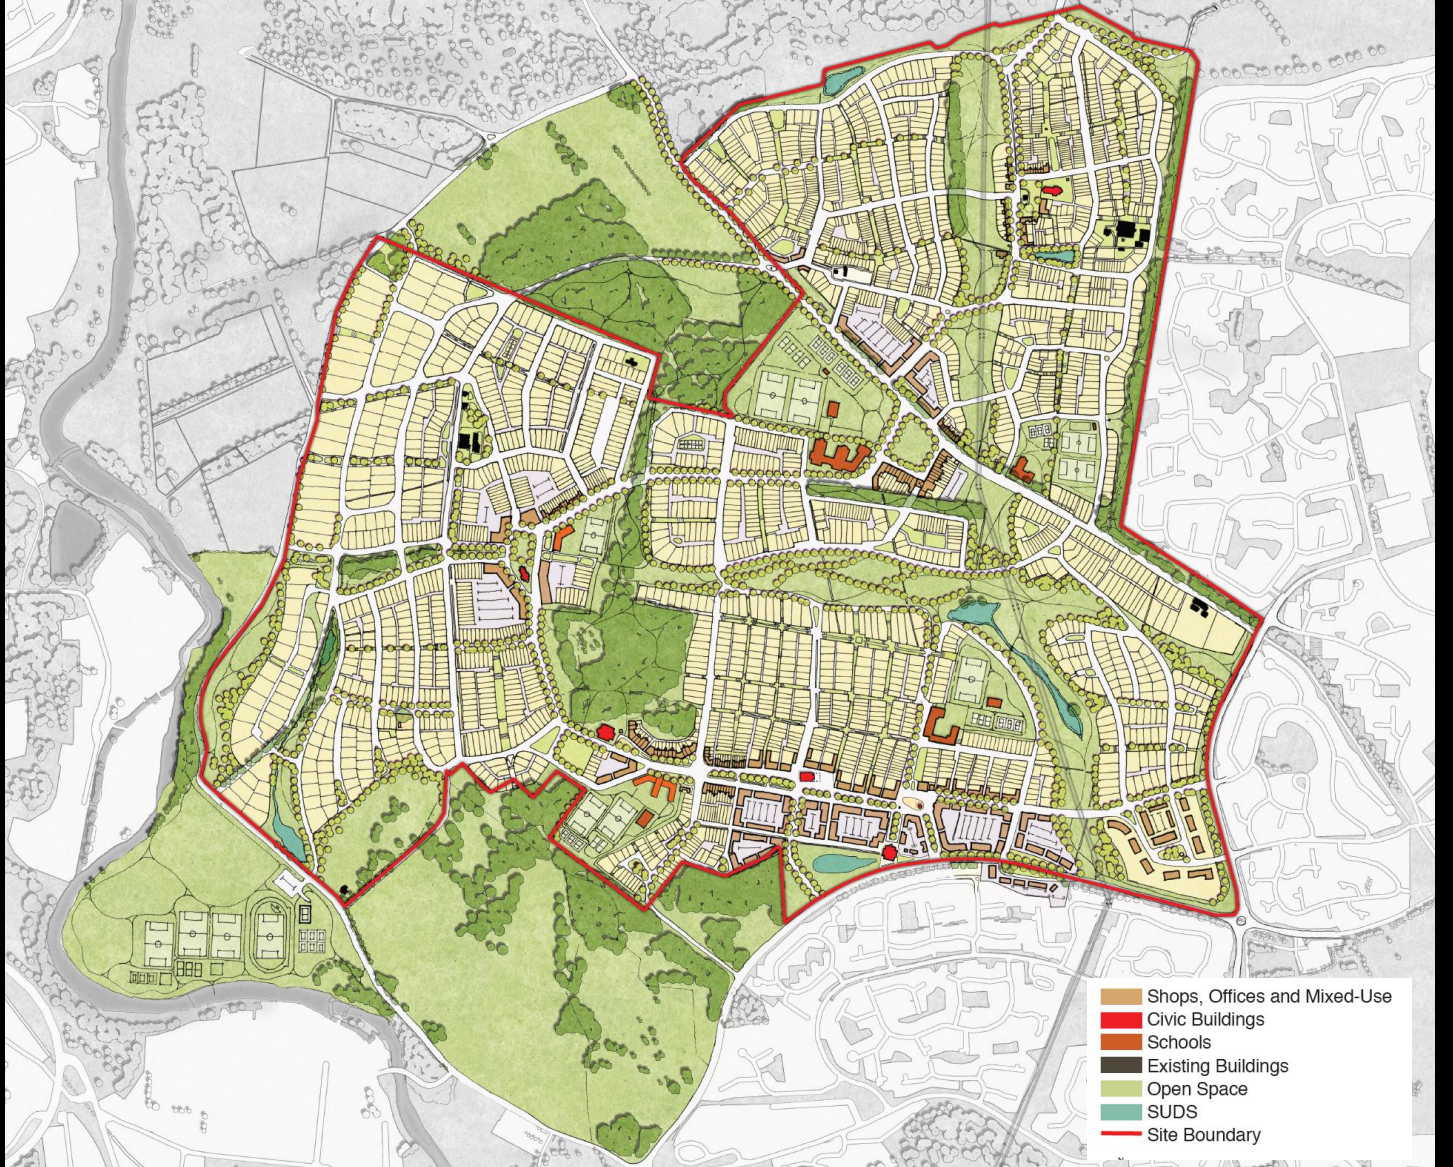 Shops, Offices and Mixed-Use
Civic Buildings
Schools
Existing Buildings
Open Space
SUDS
Site Boundary